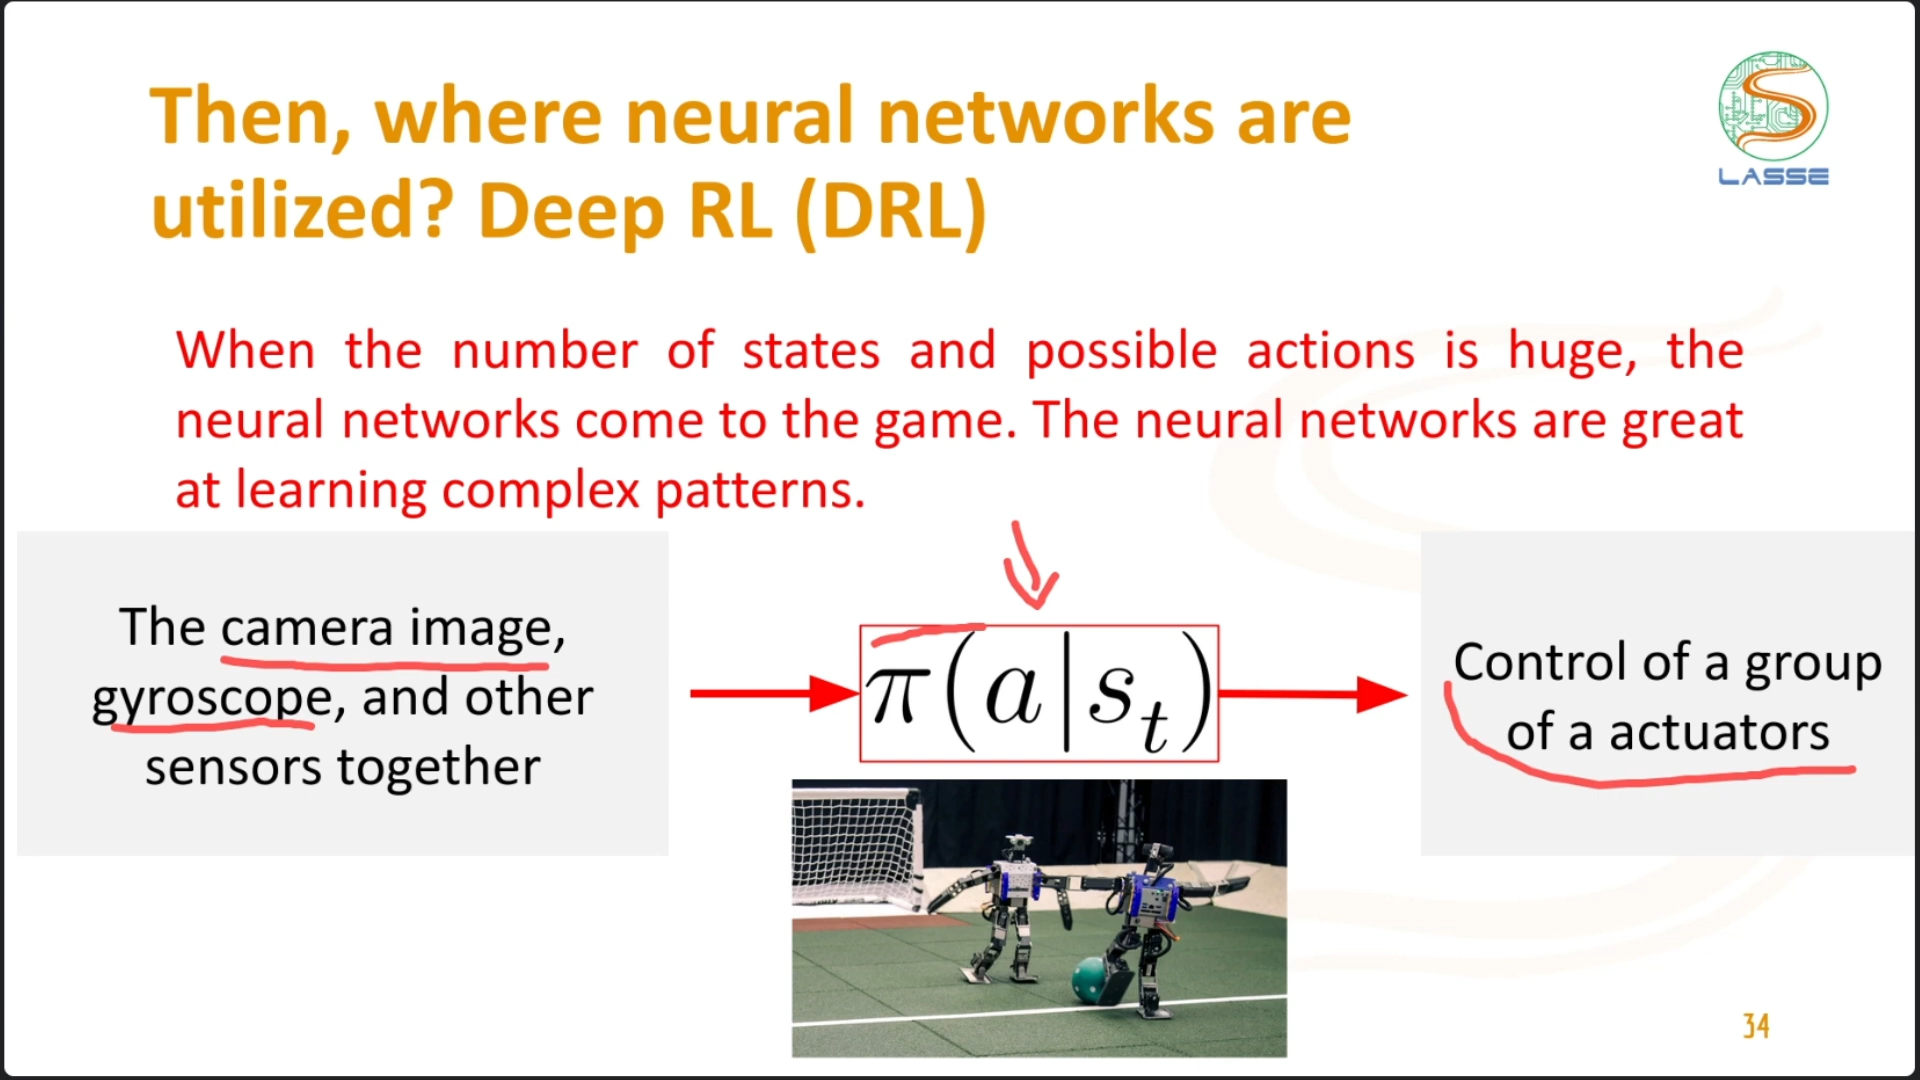 Then, where neural networks are
utilized? Deep RL (DRL)
LASSE
When the number of states and possible actions is huge, the
neural networks come to the game. The neural networks are great
at learning complex patterns.
The camera image,
gyroscope, and other
sensors together
π(a|sₜ)
Control of a group
of a actuators
34